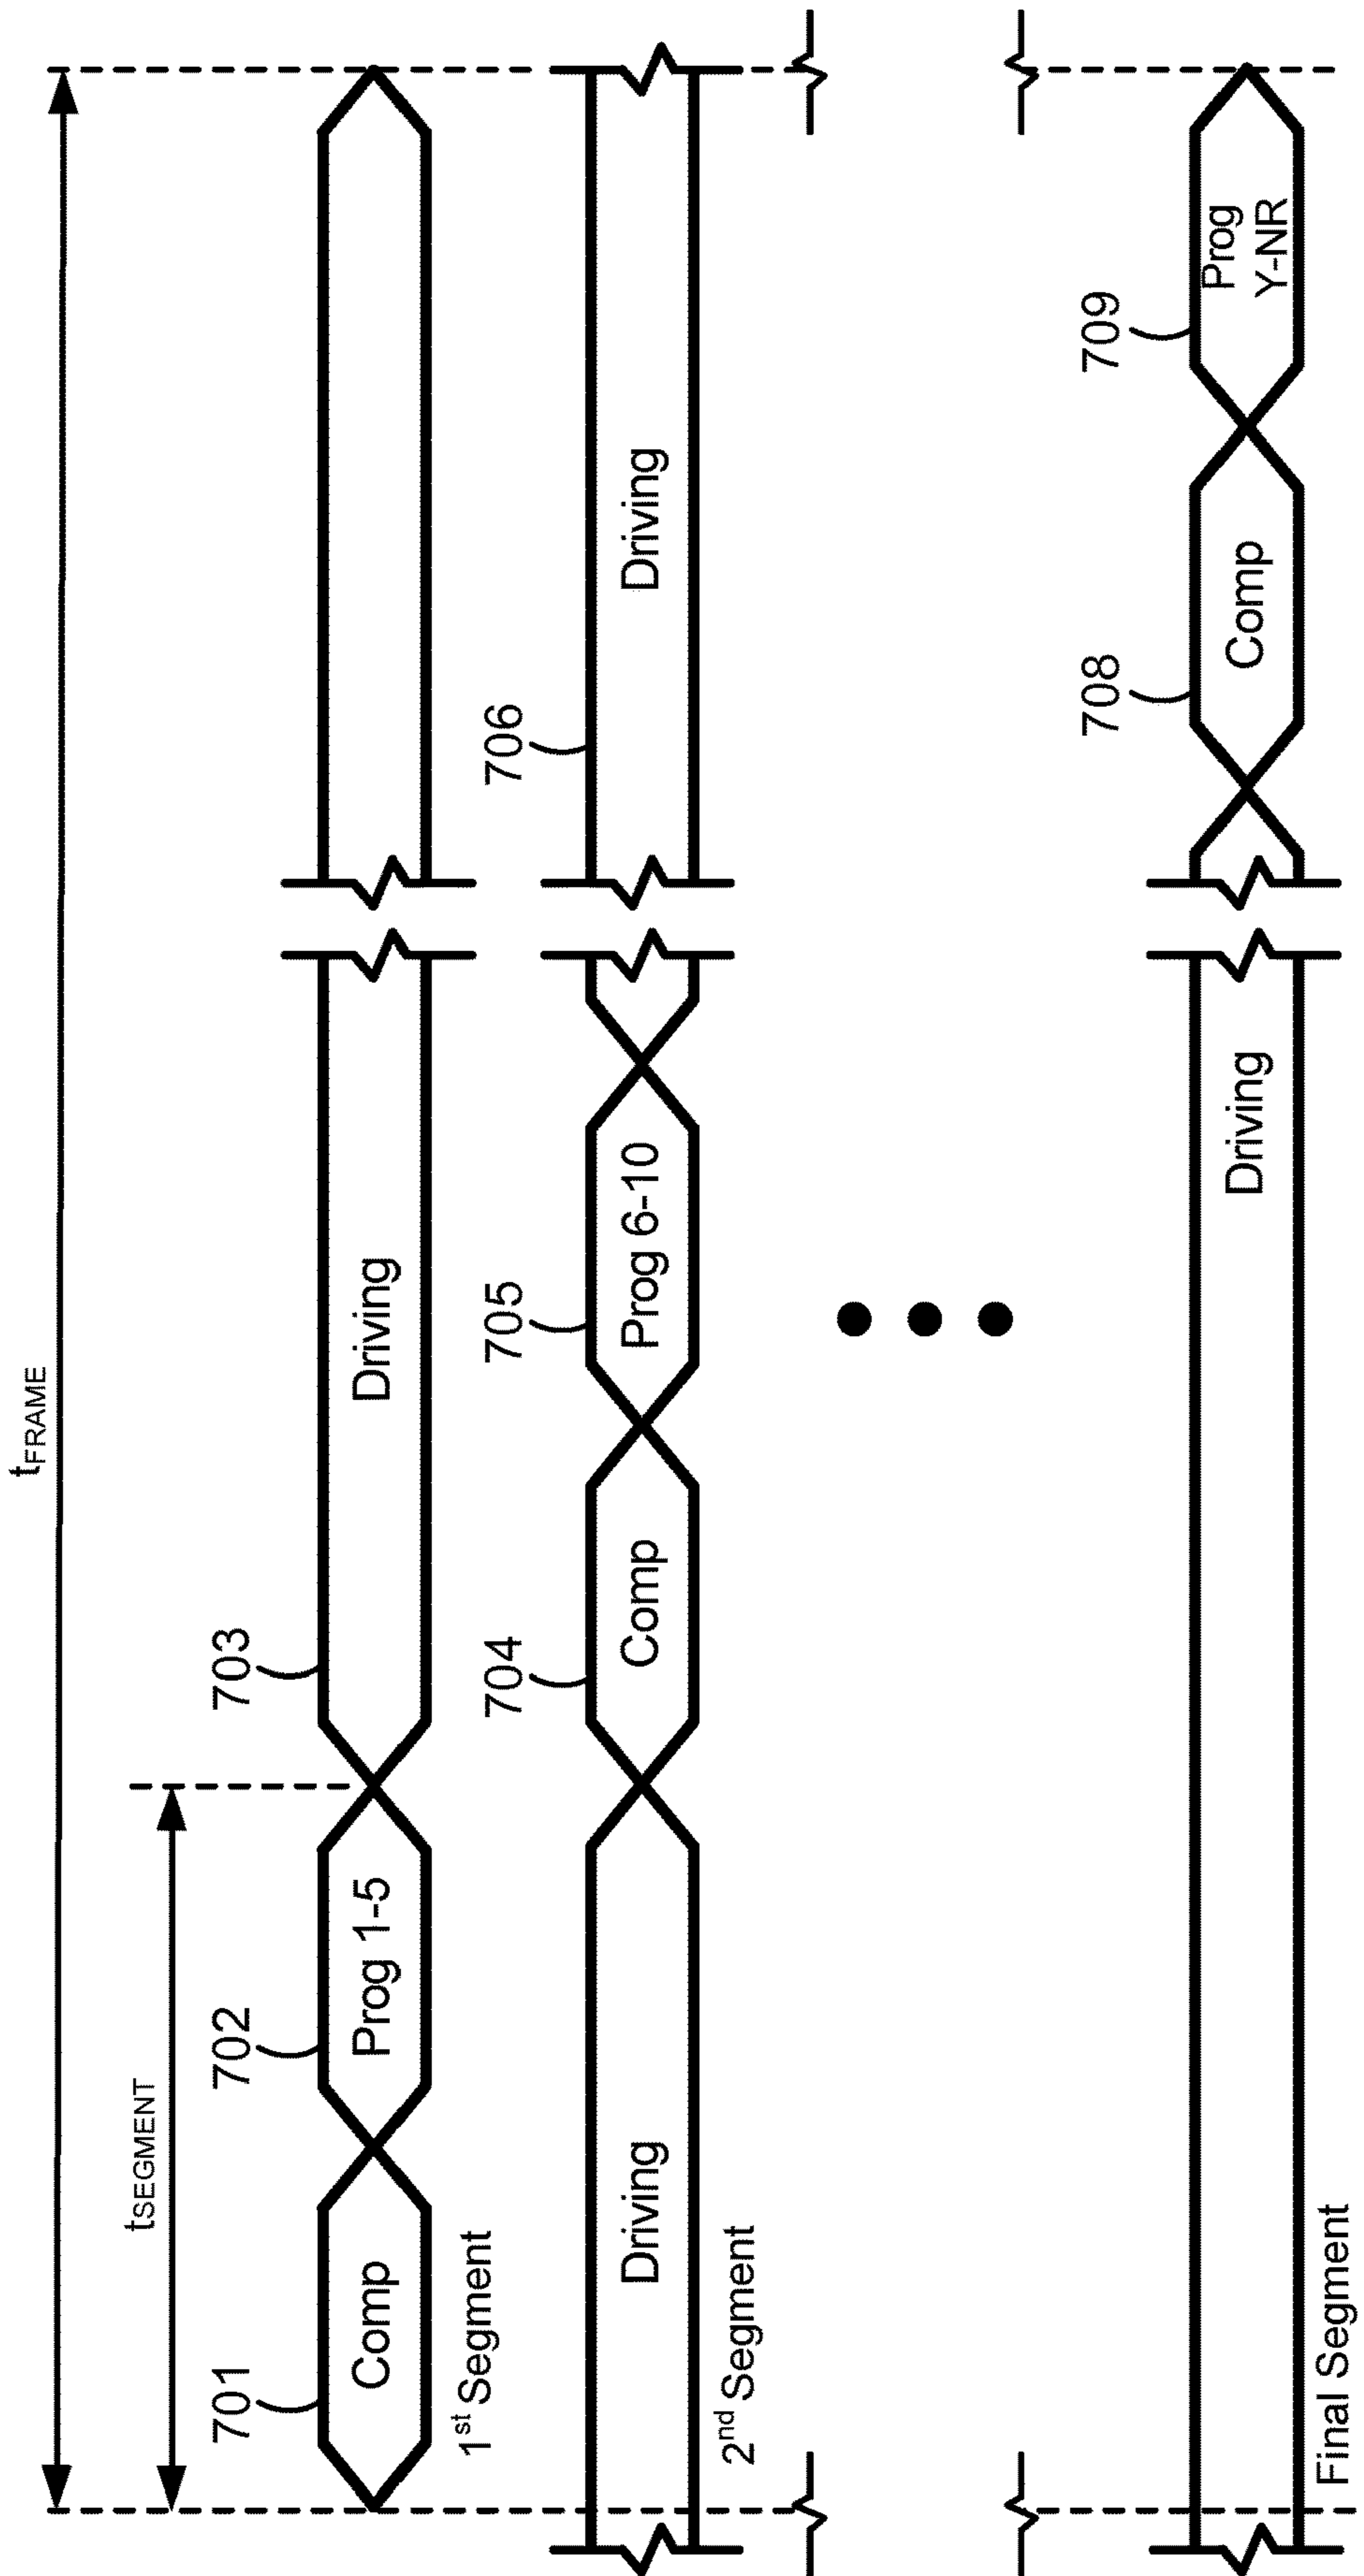 tFRAME
tSEGMENT
701
702
703
Comp
Prog 1-5
Driving
1st Segment
704
705
706
Driving
Comp
Prog 6-10
Driving
2nd Segment
708
709
Driving
Comp
Prog
Y-NR
Final Segment